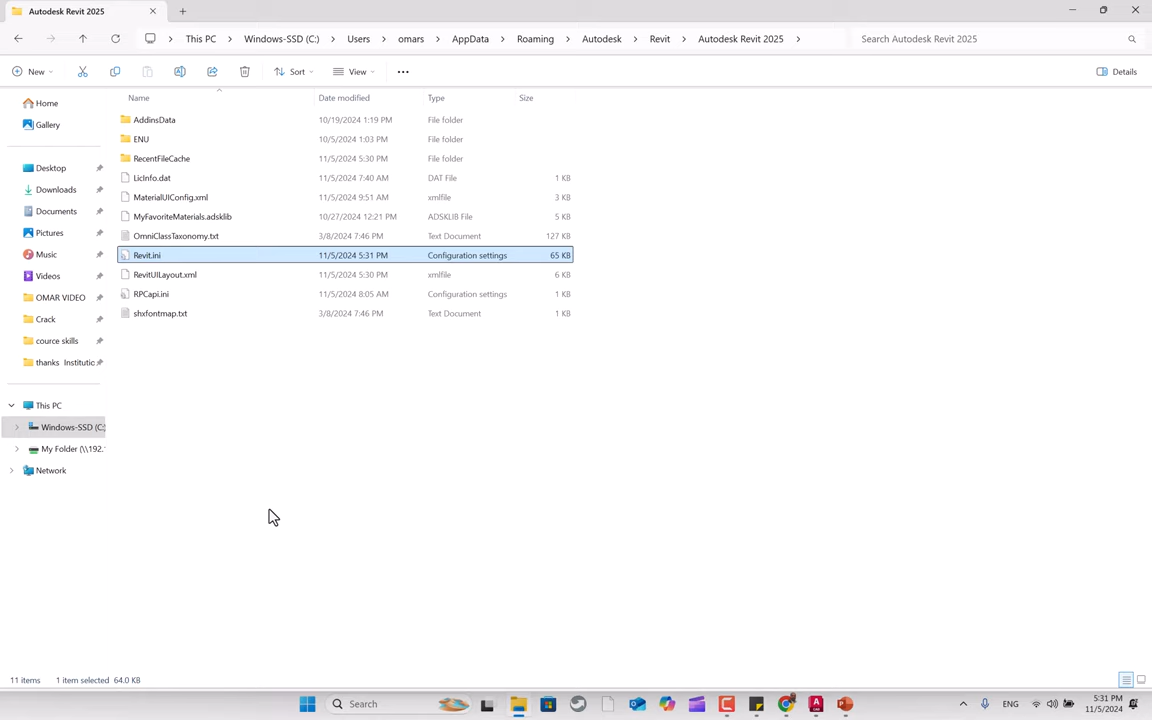 Autodesk Revit 2025
This PC Windows-SSD (C:) Users omars AppData Roaming Autodesk Revit Autodesk Revit 2025 Search Autodesk Revit 2025
New Sort View Details
Name Date modified Type Size
Home
Gallery
Desktop
Downloads
Documents
Pictures
Music
Videos
OMAR VIDEO
Crack
cource skills
thanks Institutic
This PC
Windows-SSD (C:
My Folder (\\192.
Network
AddinsData 10/19/2024 1:19 PM File folder
ENU 10/5/2024 1:03 PM File folder
RecentFileCache 11/5/2024 5:30 PM File folder
LicInfo.dat 11/5/2024 7:40 AM DAT File 1 KB
MaterialUIConfig.xml 11/5/2024 9:51 AM xmlfile 3 KB
MyFavoriteMaterials.adsklib 10/27/2024 12:21 PM ADSKLIB File 5 KB
OmniClassTaxonomy.txt 3/8/2024 7:46 PM Text Document 127 KB
Revit.ini 11/5/2024 5:31 PM Configuration settings 65 KB
RevitUILayout.xml 11/5/2024 5:30 PM xmlfile 6 KB
RPCapi.ini 11/5/2024 8:05 AM Configuration settings 1 KB
shxfontmap.txt 3/8/2024 7:46 PM Text Document 1 KB
11 items 1 item selected 64.0 KB
Search
ENG
5:31 PM
11/5/2024